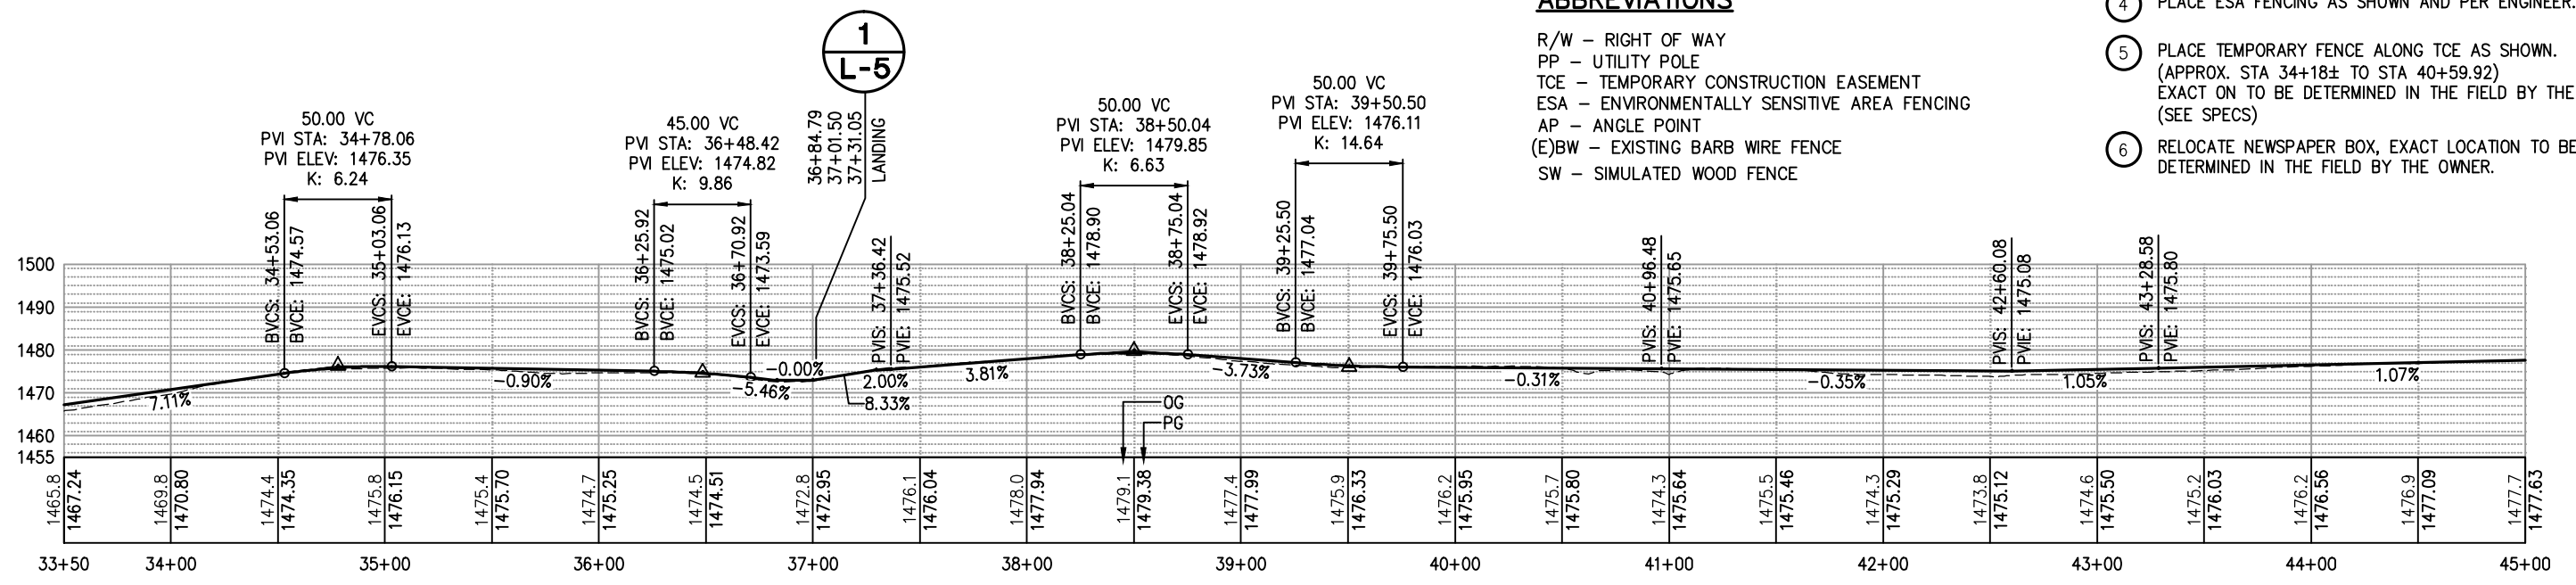 ABBREVIATIONS
R/W – RIGHT OF WAY
PP – UTILITY POLE
TCE – TEMPORARY CONSTRUCTION EASEMENT
ESA – ENVIRONMENTALLY SENSITIVE AREA FENCING
AP – ANGLE POINT
(E)BW – EXISTING BARB WIRE FENCE
SW – SIMULATED WOOD FENCE
4 PLACE ESA FENCING AS SHOWN AND PER ENGINEER.
5 PLACE TEMPORARY FENCE ALONG TCE AS SHOWN.
(APPROX. STA 34+18± TO STA 40+59.92)
EXACT ON TO BE DETERMINED IN THE FIELD BY THE
(SEE SPECS)
6 RELOCATE NEWSPAPER BOX, EXACT LOCATION TO BE
DETERMINED IN THE FIELD BY THE OWNER.
1
L-5
50.00 VC
PVI STA: 34+78.06
PVI ELEV: 1476.35
K: 6.24
BVCS: 34+53.06
BVCE: 1474.57
EVCS: 35+03.06
EVCE: 1476.13
45.00 VC
PVI STA: 36+48.42
PVI ELEV: 1474.82
K: 9.86
BVCS: 36+25.92
BVCE: 1475.02
EVCS: 36+70.92
EVCE: 1473.59
36+84.79
37+01.50
37+31.05
LANDING
PVIS: 37+36.42
PVIE: 1475.52
50.00 VC
PVI STA: 38+50.04
PVI ELEV: 1479.85
K: 6.63
BVCS: 38+25.04
BVCE: 1478.90
EVCS: 38+75.04
EVCE: 1478.92
50.00 VC
PVI STA: 39+50.50
PVI ELEV: 1476.11
K: 14.64
BVCS: 39+25.50
BVCE: 1477.04
EVCS: 39+75.50
EVCE: 1476.03
PVIS: 40+96.48
PVIE: 1475.65
PVIS: 42+60.08
PVIE: 1475.08
PVIS: 43+28.58
PVIE: 1475.80
1500
1490
1480
1470
1460
1455
7.11%
-0.90%
-5.46%
-0.00%
8.33%
2.00%
3.81%
-3.73%
-0.31%
-0.35%
1.05%
1.07%
OG
PG
1465.8
1467.24
1469.8
1470.80
1474.4
1474.35
1475.8
1476.15
1475.4
1475.70
1474.7
1475.25
1474.5
1474.51
1472.8
1472.95
1476.1
1476.04
1478.0
1477.94
1479.1
1479.38
1477.4
1477.99
1475.9
1476.33
1476.2
1475.95
1475.7
1475.80
1474.3
1475.64
1475.5
1475.46
1474.3
1475.29
1473.8
1475.12
1474.6
1475.50
1475.2
1476.03
1476.2
1476.56
1476.9
1477.09
1477.7
1477.63
33+50 34+00 35+00 36+00 37+00 38+00 39+00 40+00 41+00 42+00 43+00 44+00 45+00